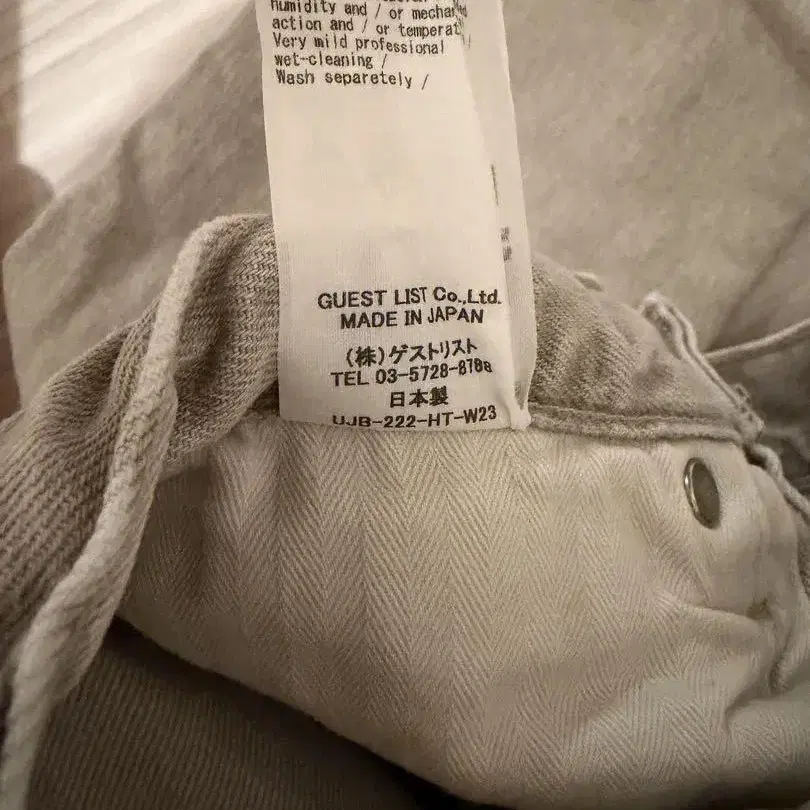 humidity and / or mechan
action and / or temperat
Very mild professional
wet-cleaning /
Wash separetely /
GUEST LIST Co.,Ltd.
MADE IN JAPAN
(株)ゲストリスト
TEL 03-5728-8788
日本製
UJB-222-HT-W23